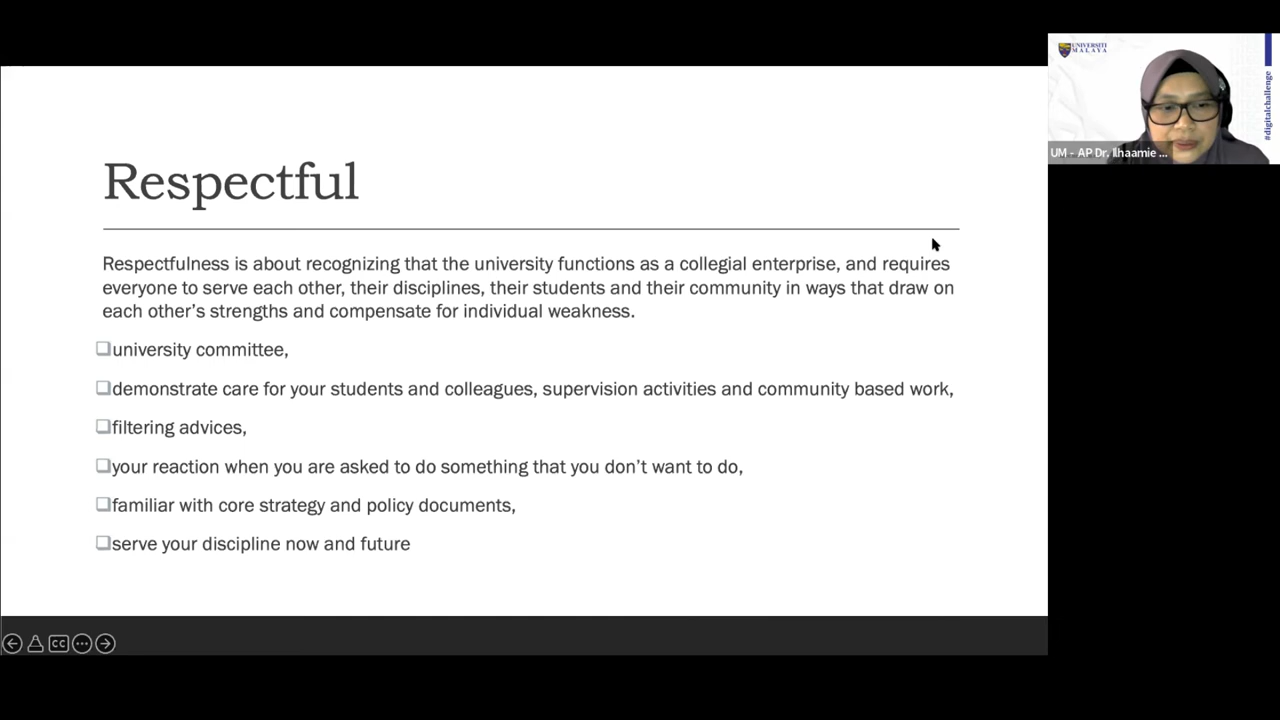 Respectful
Respectfulness is about recognizing that the university functions as a collegial enterprise, and requires
everyone to serve each other, their disciplines, their students and their community in ways that draw on
each other’s strengths and compensate for individual weakness.
university committee,
demonstrate care for your students and colleagues, supervision activities and community based work,
filtering advices,
your reaction when you are asked to do something that you don’t want to do,
familiar with core strategy and policy documents,
serve your discipline now and future
CC
UNIVERSITI
MALAYA
#digitalchallenge
UM - AP Dr. Ilhaamie ...